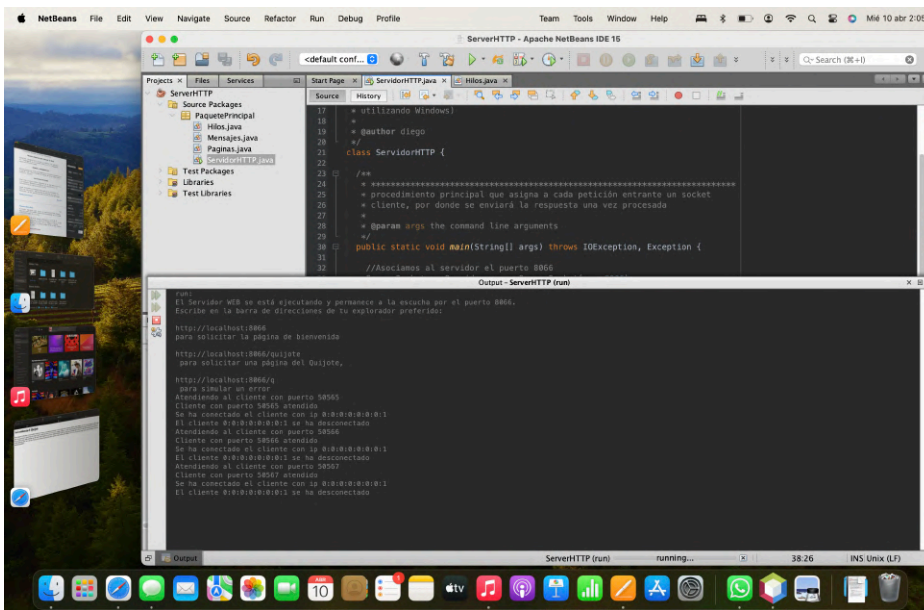 NetBeans File Edit View Navigate Source Refactor Run Debug Profile Team Tools Window Help Mié 10 abr 2:05
ServerHTTP - Apache NetBeans IDE 15
<default conf... Search (⌘+I)
Projects Files Services
Start Page ServidorHTTP.java Hilos.java
ServerHTTP
Source Packages
PaquetePrincipal
Hilos.java
Mensajes.java
Paginas.java
ServidorHTTP.java
Test Packages
Libraries
Test Libraries
Source History
17 * utilizando Windows)
18 *
19 * @author diego
20 */
21 class ServidorHTTP {
22
23 /**
24 * **************************************************************************
25 * procedimiento principal que asigna a cada petición entrante un socket
26 * cliente, por donde se enviará la respuesta una vez procesada
27 *
28 * @param args the command line arguments
29 */
30 public static void main(String[] args) throws IOException, Exception {
31
32 //Asociamos al servidor el puerto 8066
Output - ServerHTTP (run)
run:
El Servidor WEB se está ejecutando y permanece a la escucha por el puerto 8066.
Escribe en la barra de direcciones de tu explorador preferido:
http://localhost:8066
para solicitar la página de bienvenida
http://localhost:8066/quijote
para solicitar una página del Quijote,
http://localhost:8066/q
para simular un error
Atendiendo al cliente con puerto 50565
Cliente con puerto 50565 atendido
Se ha conectado el cliente con ip 0:0:0:0:0:0:0:1
El cliente 0:0:0:0:0:0:0:1 se ha desconectado
Atendiendo al cliente con puerto 50566
Cliente con puerto 50566 atendido
Se ha conectado el cliente con ip 0:0:0:0:0:0:0:1
El cliente 0:0:0:0:0:0:0:1 se ha desconectado
Atendiendo al cliente con puerto 50567
Cliente con puerto 50567 atendido
Se ha conectado el cliente con ip 0:0:0:0:0:0:0:1
El cliente 0:0:0:0:0:0:0:1 se ha desconectado
Output
ServerHTTP (run) running... 38:26 INS Unix (LF)
ABR
10
1
tv